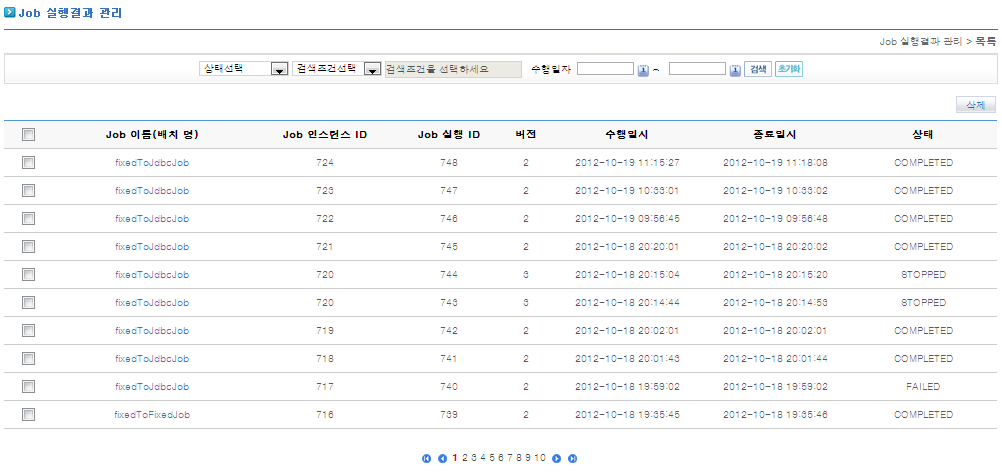 Job 실행결과 관리
Job 실행결과 관리 > 목록
상태선택 검색조건선택 검색조건을 선택하세요 수행일자 1 ~ 1 검색 초기화
삭제
Job 이름(배치 명) Job 인스턴스 ID Job 실행 ID 버전 수행일시 종료일시 상태
fixedToJdbcJob 724 748 2 2012-10-19 11:15:27 2012-10-19 11:18:08 COMPLETED
fixedToJdbcJob 723 747 2 2012-10-19 10:33:01 2012-10-19 10:33:02 COMPLETED
fixedToJdbcJob 722 746 2 2012-10-19 09:56:45 2012-10-19 09:56:48 COMPLETED
fixedToJdbcJob 721 745 2 2012-10-18 20:20:01 2012-10-18 20:20:02 COMPLETED
fixedToJdbcJob 720 744 3 2012-10-18 20:15:04 2012-10-18 20:15:20 STOPPED
fixedToJdbcJob 720 743 3 2012-10-18 20:14:44 2012-10-18 20:14:53 STOPPED
fixedToJdbcJob 719 742 2 2012-10-18 20:02:01 2012-10-18 20:02:01 COMPLETED
fixedToJdbcJob 718 741 2 2012-10-18 20:01:43 2012-10-18 20:01:44 COMPLETED
fixedToJdbcJob 717 740 2 2012-10-18 19:59:02 2012-10-18 19:59:02 FAILED
fixedToFixedJob 716 739 2 2012-10-18 19:35:45 2012-10-18 19:35:46 COMPLETED
1 2 3 4 5 6 7 8 9 10